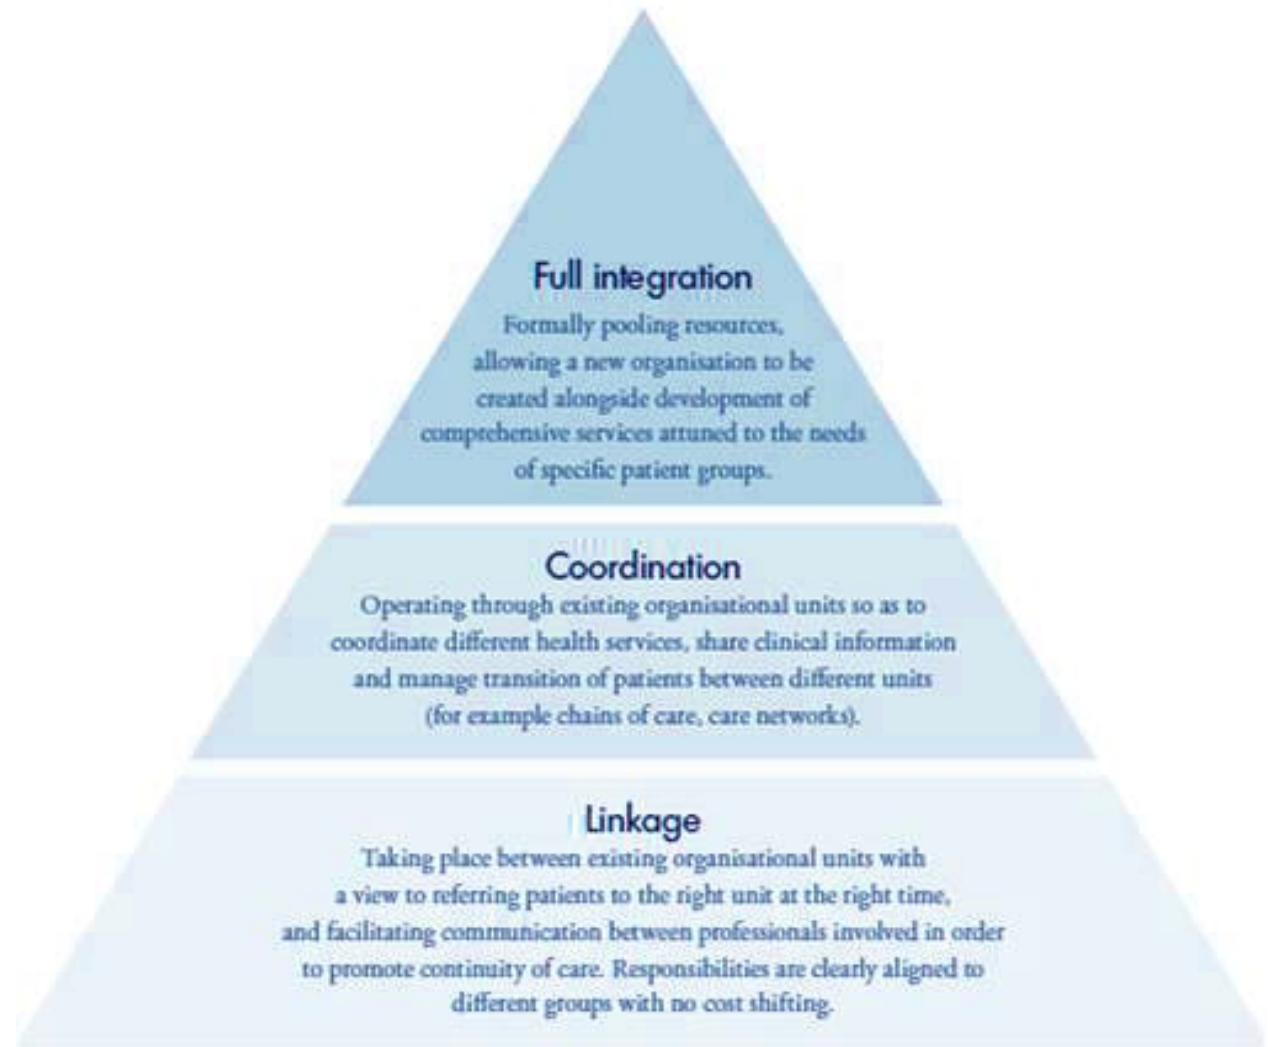 Full integration
Formally pooling resources,
allowing a new organisation to be
created alongside development of
comprehensive services attuned to the needs
of specific patient groups.
Coordination
Operating through existing organisational units so as to
coordinate different health services, share clinical information
and manage transition of patients between different units
(for example chains of care, care networks).
Linkage
Taking place between existing organisational units with
a view to referring patients to the right unit at the right time,
and facilitating communication between professionals involved in order
to promote continuity of care. Responsibilities are clearly aligned to
different groups with no cost shifting.